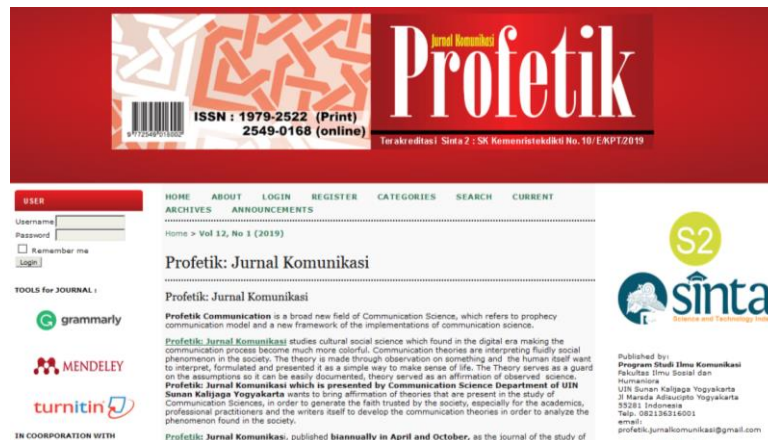 Jurnal Komunikasi
Profetik
ISSN : 1979-2522 (Print)
2549-0168 (online)
Terakreditasi Sinta 2 : SK Kemenristekdikti No. 10/E/KPT/2019
USER
Username
Password
Remember me
Login
TOOLS for JOURNAL :
grammarly
MENDELEY
turnitin
IN COORPORATION WITH
HOME ABOUT LOGIN REGISTER CATEGORIES SEARCH CURRENT
ARCHIVES ANNOUNCEMENTS
Home > Vol 12, No 1 (2019)
Profetik: Jurnal Komunikasi
Profetik: Jurnal Komunikasi
Profetik Communication is a broad new field of Communication Science, which refers to prophecy
communication model and a new framework of the implementations of communication science.
Profetik: Jurnal Komunikasi studies cultural social science which found in the digital era making the
communication process become much more colorful. Communication theories are interpreting fluidly social
phenomenon in the society. The theory is made through observation on something and the human itself want
to interpret, formulated and presented it as a simple way to make sense of life. The Theory serves as a guard
on the assumptions so it can be easily documented, theory served as an affirmation of observed science.
Profetik: Jurnal Komunikasi which is presented by Communication Science Department of UIN
Sunan Kalijaga Yogyakarta wants to bring affirmation of theories that are present in the study of
Communication Sciences, in order to generate the faith trusted by the society, especially for the academics,
professional practitioners and the writers itself to develop the communication theories in order to analyze the
phenomenon found in the society.
Profetik: Jurnal Komunikasi, published biannually in April and October, as the journal of the study of
S2
sinta
Science and Technology Index
Published by:
Program Studi Ilmu Komunikasi
Fakultas Ilmu Sosial dan
Humaniora
UIN Sunan Kalijaga Yogyakarta
Jl Marsda Adisucipto Yogyakarta
55281 Indonesia
Telp. 082136316001
email:
profetik.jurnalkomunikasi@gmail.com